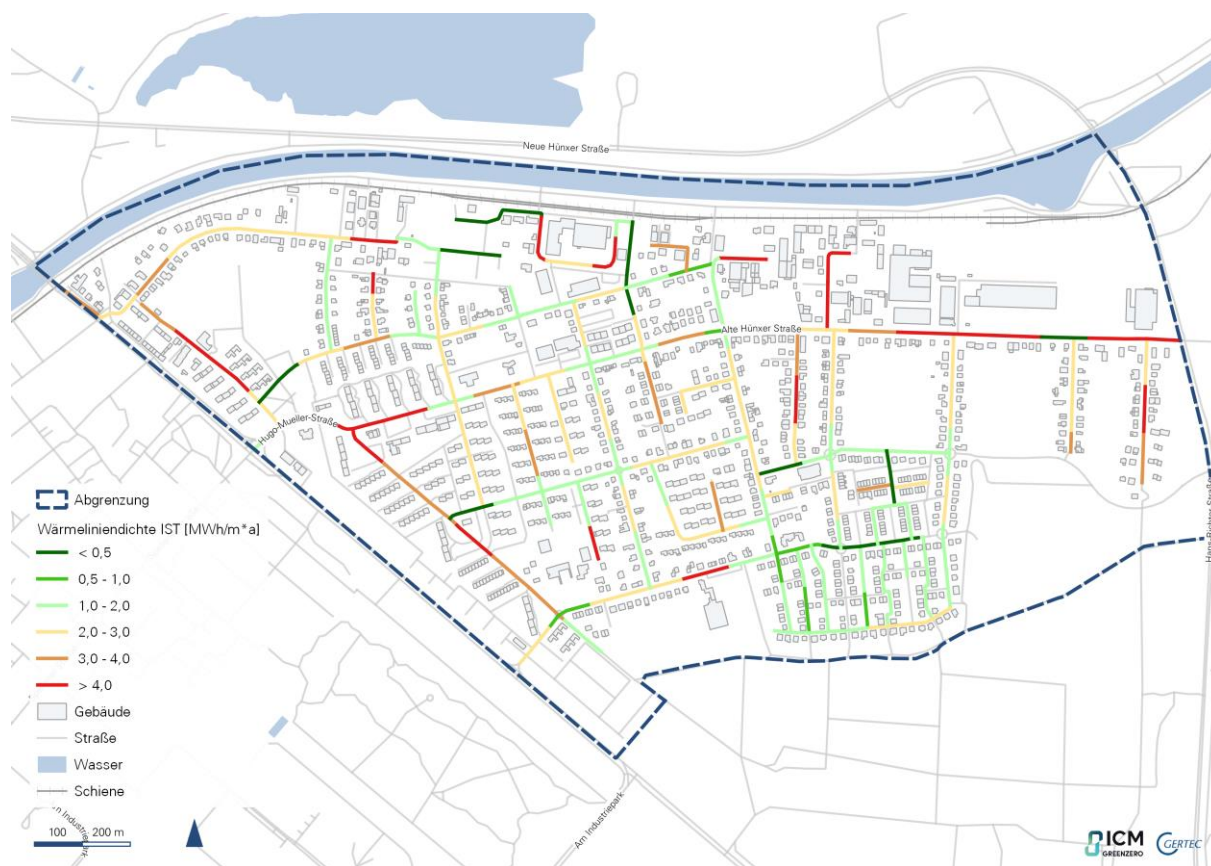 Neue Hünxer Straße
Alte Hünxer Straße
Hugo-Mueller-Straße
Abgrenzung
Wärmeliniendichte IST [MWh/m*a]
< 0,5
0,5 - 1,0
1,0 - 2,0
2,0 - 3,0
3,0 - 4,0
> 4,0
Gebäude
Straße
Wasser
Schiene
100 200 m
Am Industriepark
ICM
GREENZERO
GERTEC